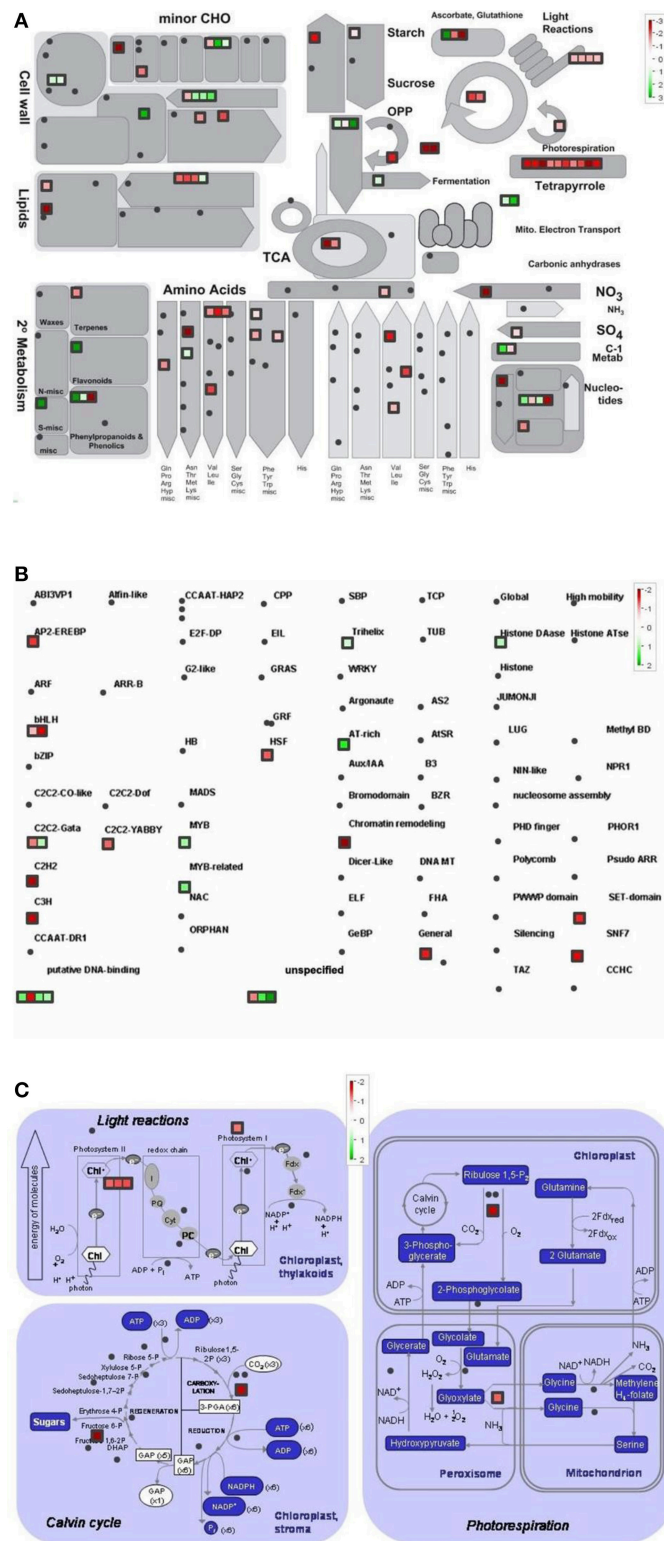 A
minor CHO
Cell wall
Lipids
2° Metabolism
Starch
Sucrose
OPP
TCA
Ascorbate, Glutathione
Light
Reactions
-3
-2
-1
0
1
2
3
Photorespiration
Tetrapyrrole
Fermentation
Mito. Electron Transport
Carbonic anhydrases
Amino Acids
NO3
NH3
SO4
C-1
Metab
Nucleo-
tides
Waxes
Terpenes
Flavonoids
N-misc
S-misc
misc
Phenylpropanoids &
Phenolics
Gln
Pro
Arg
Hyp
misc
Asn
Thr
Met
Lys
misc
Val
Leu
Ile
Ser
Gly
Cys
misc
Phe
Tyr
Trp
misc
His
Gln
Pro
Arg
Hyp
misc
Asn
Thr
Met
Lys
misc
Val
Leu
Ile
Ser
Gly
Cys
misc
Phe
Tyr
Trp
misc
His
B
ABI3VP1 Alfin-like CCAAT-HAP2 CPP SBP TCP Global High mobility
-2
-1
0
1
2
AP2-EREBP E2F-DP EIL Trihelix TUB Histone DAase Histone ATse
G2-like GRAS WRKY Histone
ARF ARR-B Argonaute AS2 JUMONJI
bHLH GRF AT-rich AtSR LUG Methyl BD
bZIP HB HSF Aux-IAA B3 NIN-like NPR1
C2C2-CO-like C2C2-Dof MADS Bromodomain BZR nucleosome assembly
C2C2-Gata C2C2-YABBY MYB Chromatin remodeling PHD finger PHOR1
C2H2 MYB-related Dicer-Like DNA MT Polycomb Psudo ARR
C3H NAC ELF FHA PWWP domain SET-domain
CCAAT-DR1 ORPHAN GeBP General Silencing SNF7
putative DNA-binding unspecified TAZ CCHC
C
Light reactions
-2
-1
0
1
2
Photosystem II redox chain Photosystem I
energy of molecules
Chl*
I
PQ
Cyt
PC
Chl*
Fdx
Fdx-
H2O
O2
H+ H+
Chl
photon
ADP + Pi
ATP
Chl
photon
NADP+
+
H+ H+
NADPH
+
H+
Chloroplast,
thylakoids
ATP (x3) ADP (x3)
Ribose 5-P
Xylulose 5-P
Sedoheptulose 7-P
Sedoheptulose-1,7-2P
Erythrose 4-P
Sugars
Fructose 6-P
Fructose 1,6-2P
DHAP
Ribulose1,5-
2P (x3)
CO2 (x3)
CARBOXY-
LATION
REGENERATION
3-PGA (x6)
REDUCTION
ATP (x6)
ADP (x6)
GAP (x5)
GAP
(x6)
GAP
(x1)
NADPH (x6)
NADP+ (x6)
Pi (x6)
Chloroplast,
stroma
Calvin cycle
Chloroplast
Ribulose 1,5-P2
Glutamine
Calvin
cycle
CO2
O2
2Fdxred
2Fdxox
3-Phospho-
glycerate
2 Glutamate
2-Phosphoglycolate
ADP
ATP
ADP
ATP
Glycerate
Glycolate
Glutamate
O2
H2O2
NAD+
NADH
Glyoxylate
H2O + ½O2
NH3
Hydroxypyruvate
Peroxisome
NH3
NAD+ NADH
CO2
Glycine
Methylene
H4-folate
Glycine
Serine
Mitochondrion
Photorespiration